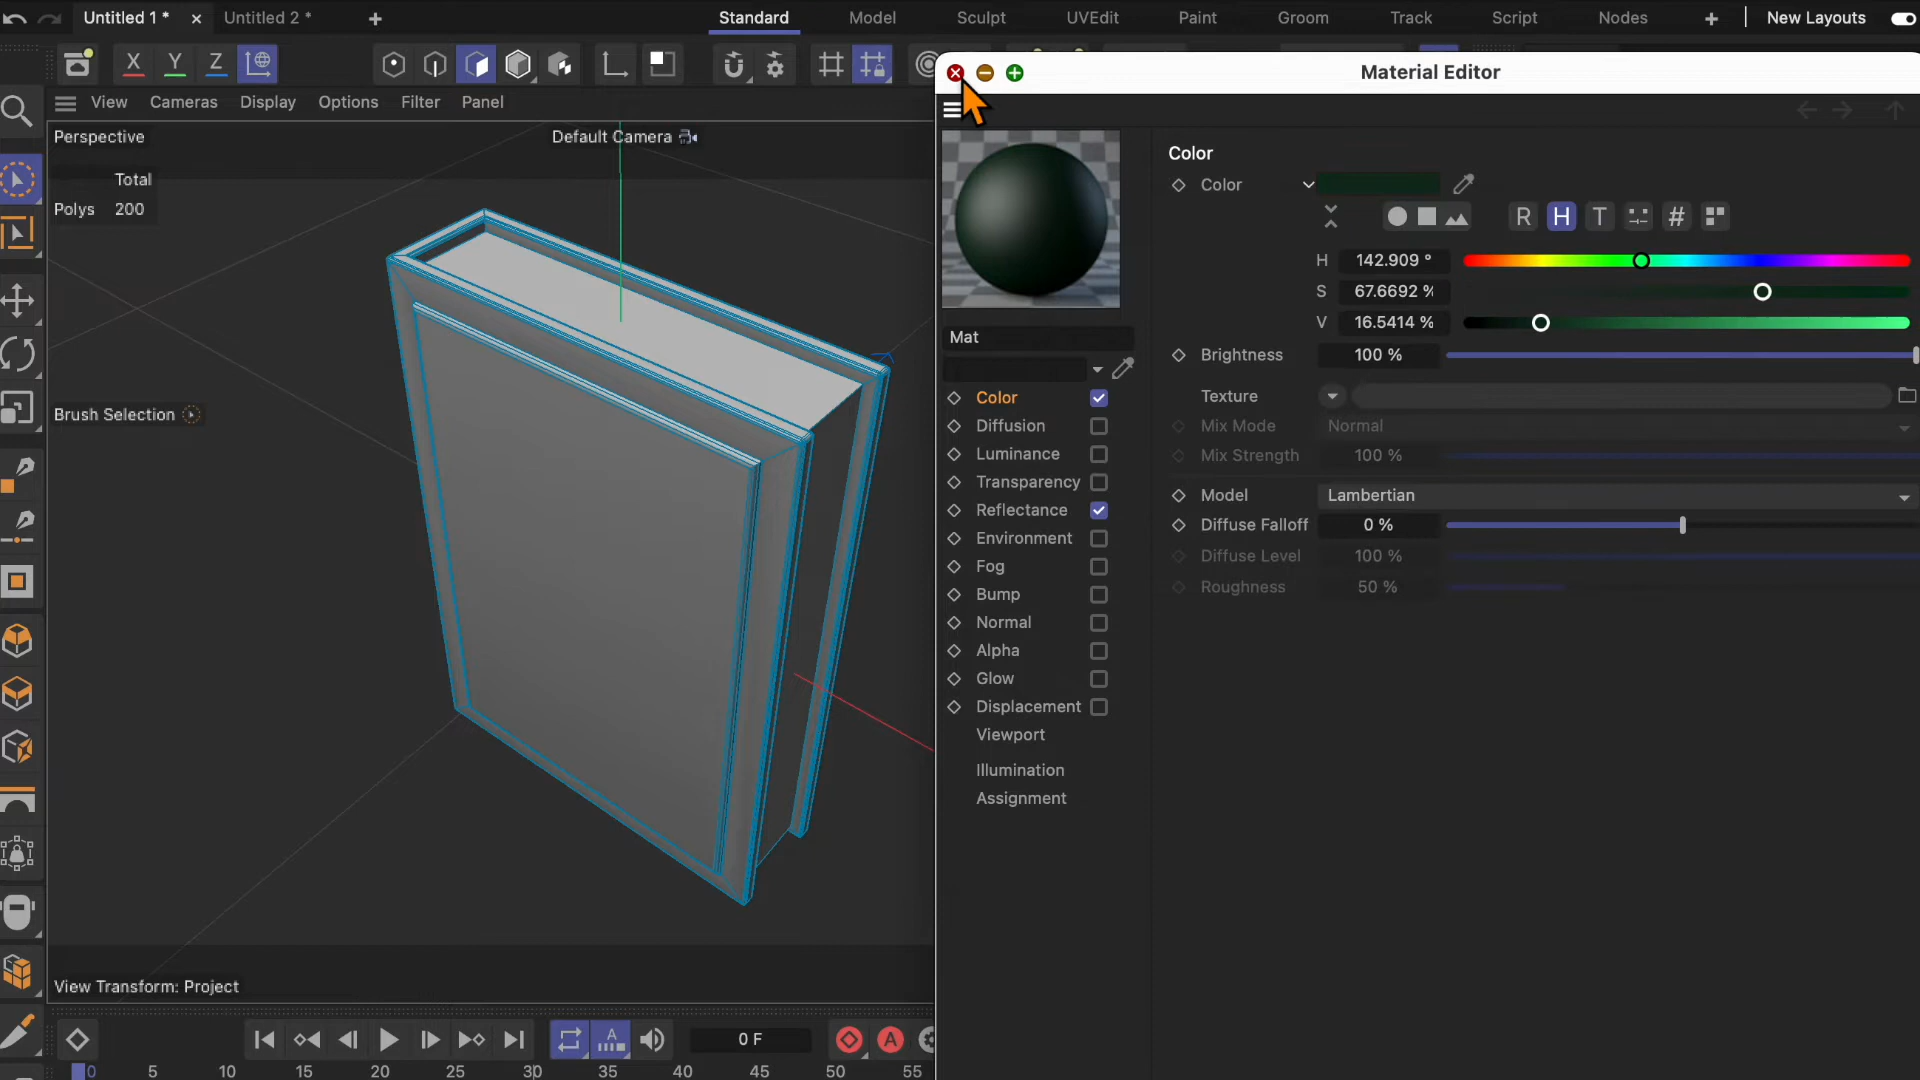 Untitled 1 * × Untitled 2 * + Standard Model Sculpt UVEdit Paint Groom Track Script Nodes + New Layouts
X Y Z
Material Editor
View Cameras Display Options Filter Panel
Perspective Default Camera
Total
Polys 200
Brush Selection
View Transform: Project
Mat
Color
Diffusion
Luminance
Transparency
Reflectance
Environment
Fog
Bump
Normal
Alpha
Glow
Displacement
Viewport
Illumination
Assignment
Color
Color
R H T #
H 142.909 °
S 67.6692 %
V 16.5414 %
Brightness 100 %
Texture
Mix Mode Normal
Mix Strength 100 %
Model Lambertian
Diffuse Falloff 0 %
Diffuse Level 100 %
Roughness 50 %
A 0 F A
0 5 10 15 20 25 30 35 40 45 50 55